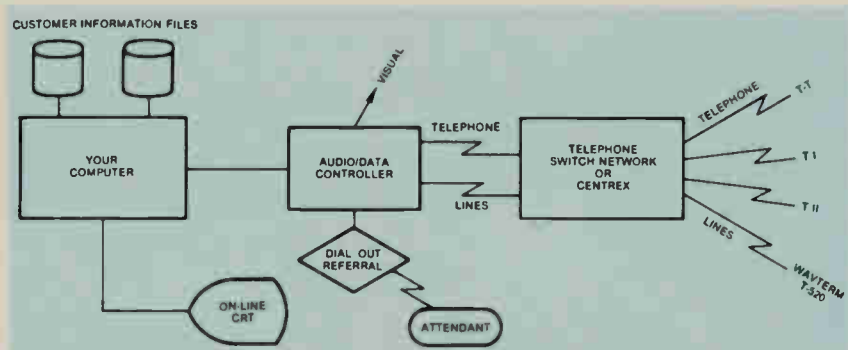 CUSTOMER INFORMATION FILES
YOUR
COMPUTER
ON-LINE
CRT
VISUAL
AUDIO/DATA
CONTROLLER
DIAL OUT
REFERRAL
ATTENDANT
TELEPHONE
LINES
TELEPHONE
SWITCH NETWORK
OR
CENTREX
TELEPHONE
T-T
T I
T II
LINES
WAVTERM
T-520